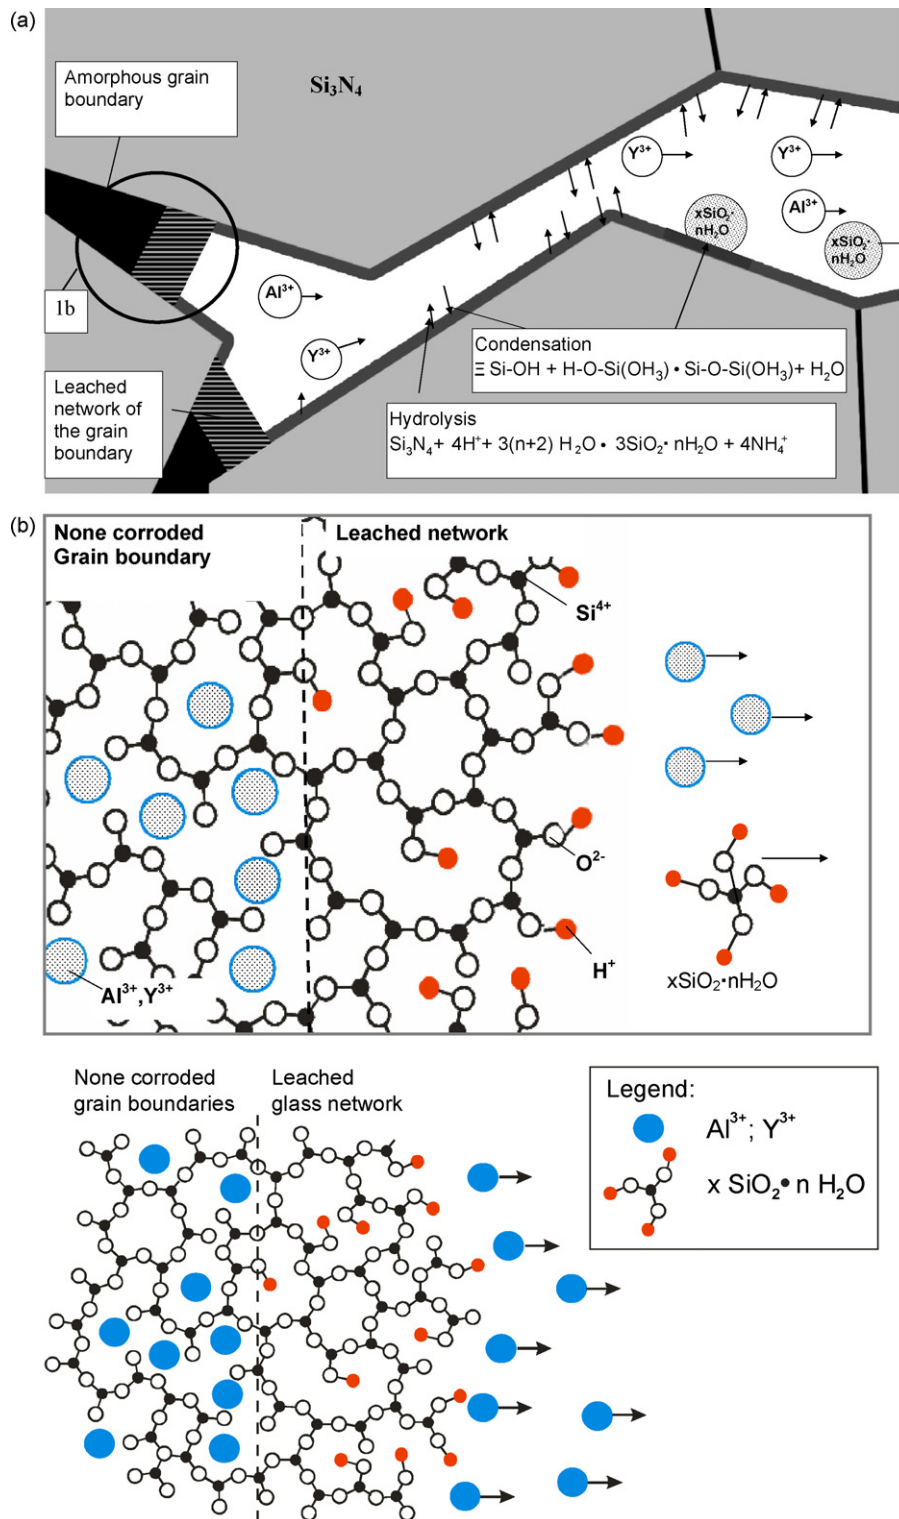 (a)
Amorphous grain
boundary
Si₃N₄
Y³⁺
Y³⁺
Al³⁺
xSiO₂·
nH₂O
xSiO₂·
nH₂O
1b
Al³⁺
Y³⁺
Condensation
Ξ Si-OH + H-O-Si(OH₃) • Si-O-Si(OH₃)+ H₂O
Leached
network of
the grain
boundary
Hydrolysis
Si₃N₄+ 4H⁺+ 3(n+2) H₂O • 3SiO₂· nH₂O + 4NH₄⁺
(b)
None corroded
Grain boundary
Leached network
Si⁴⁺
O²⁻
H⁺
Al³⁺,Y³⁺
xSiO₂•nH₂O
None corroded
grain boundaries
Leached
glass network
Legend:
Al³⁺; Y³⁺
x SiO₂• n H₂O